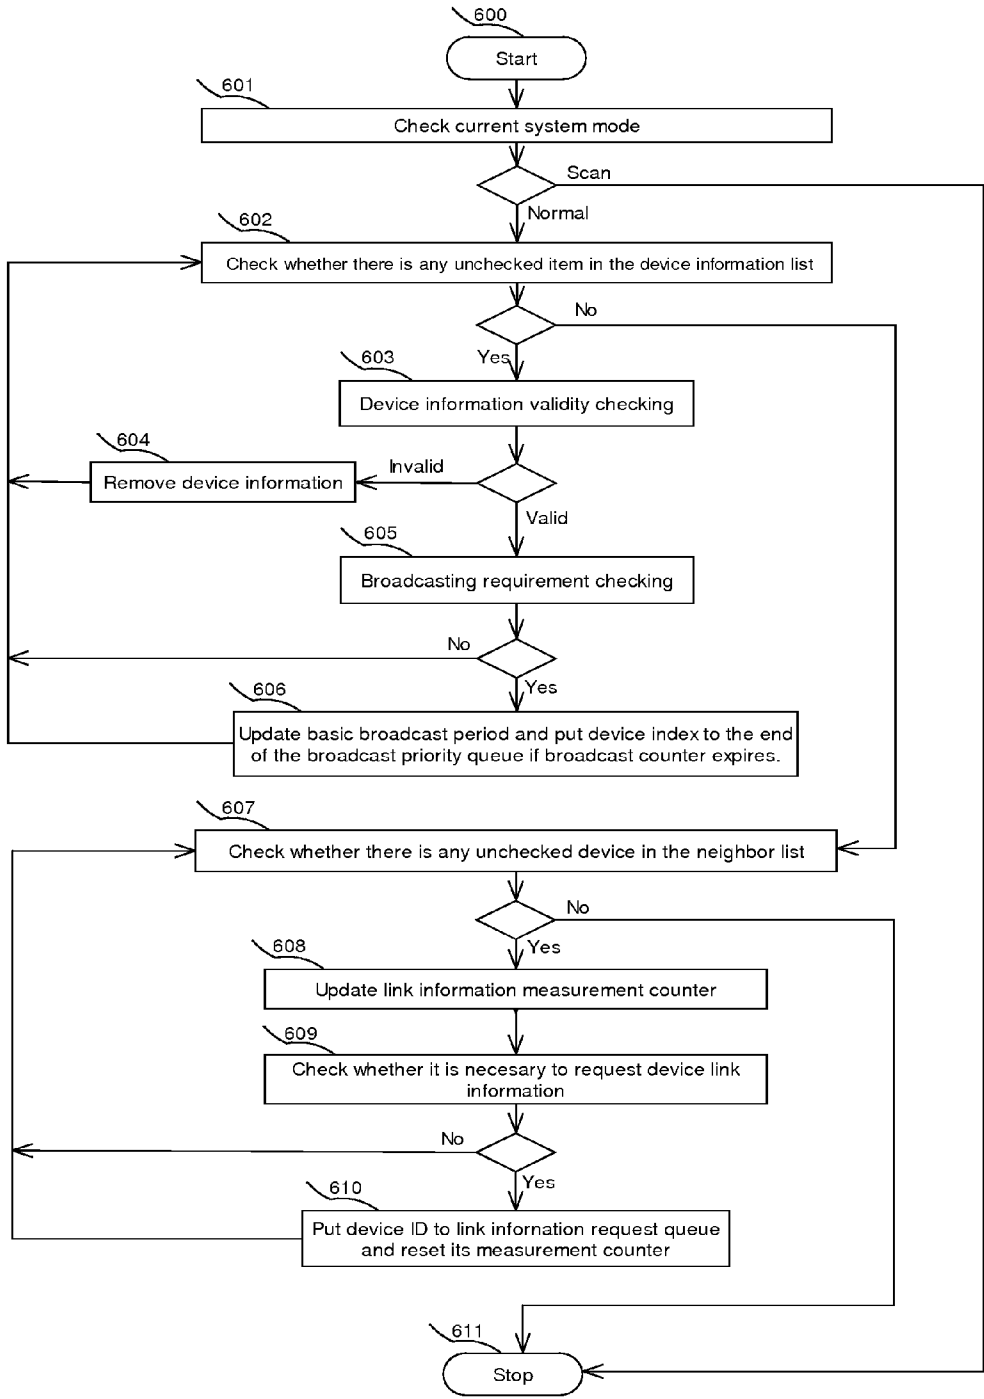 600
Start
601
Check current system mode
Scan
Normal
602
Check whether there is any unchecked item in the device information list
No
Yes
603
Device information validity checking
604
Invalid
Remove device information
Valid
605
Broadcasting requirement checking
No
Yes
606
Update basic broadcast period and put device index to the end
of the broadcast priority queue if broadcast counter expires.
607
Check whether there is any unchecked device in the neighbor list
No
Yes
608
Update link information measurement counter
609
Check whether it is necesary to request device link
information
No
Yes
610
Put device ID to link infornation request queue
and reset its measurement counter
611
Stop